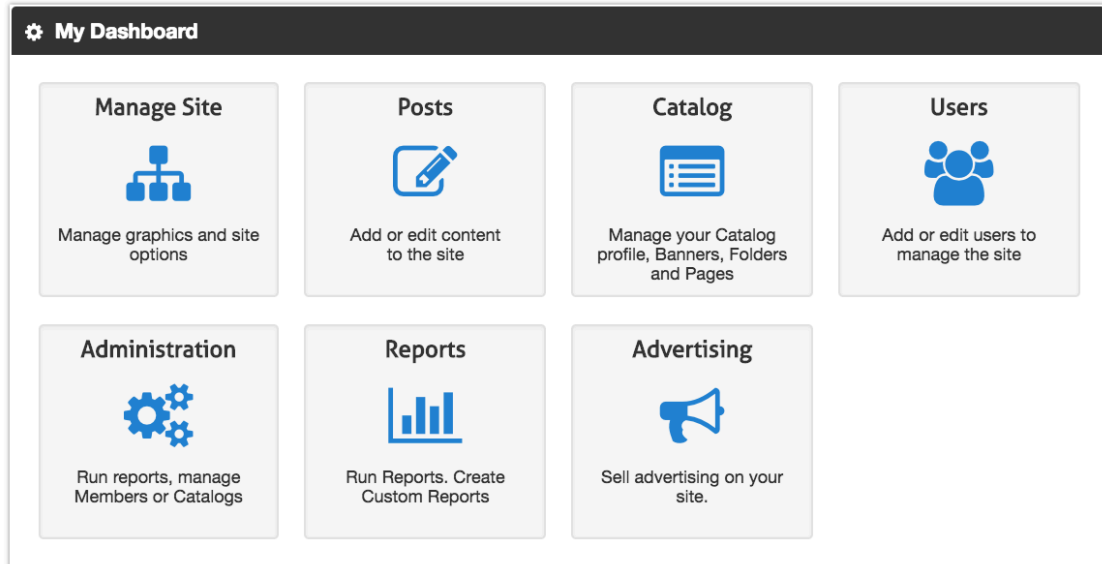 My Dashboard
Manage Site
Manage graphics and site
options
Posts
Add or edit content
to the site
Catalog
Manage your Catalog
profile, Banners, Folders
and Pages
Users
Add or edit users to
manage the site
Administration
Run reports, manage
Members or Catalogs
Reports
Run Reports. Create
Custom Reports
Advertising
Sell advertising on your
site.